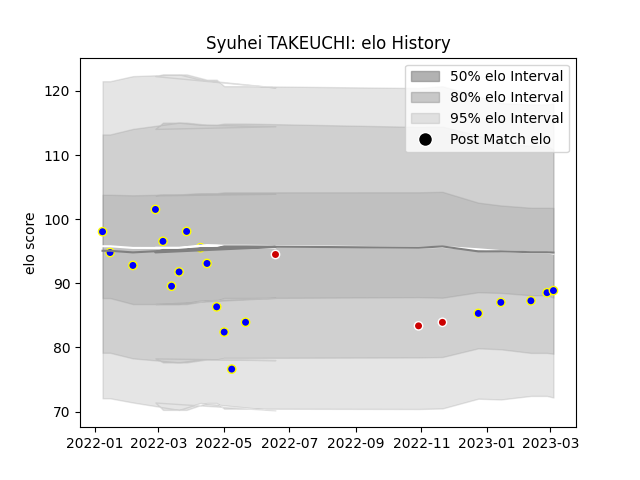 Syuhei TAKEUCHI: elo History
120
110
100
90
80
70
elo score
50% elo Interval
80% elo Interval
95% elo Interval
Post Match elo
2022-01 2022-03 2022-05 2022-07 2022-09 2022-11 2023-01 2023-03